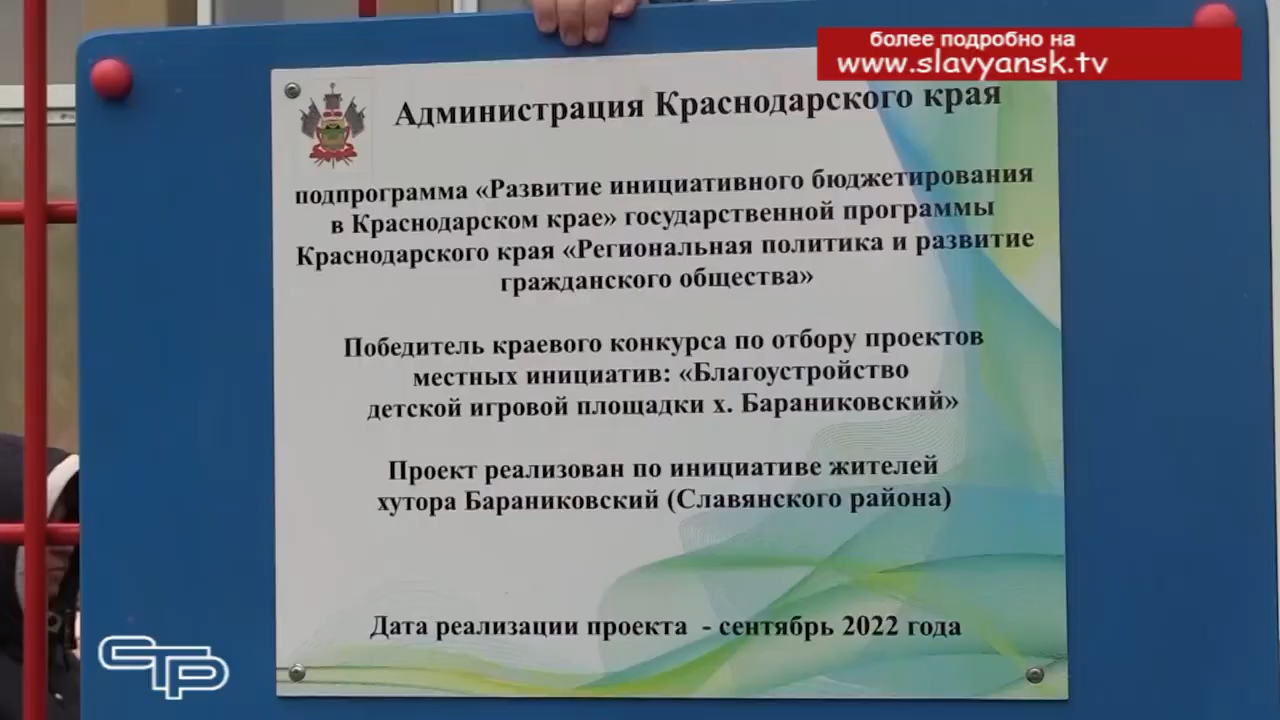 более подробно на
www.slavyansk.tv
Администрация Краснодарского края
подпрограмма «Развитие инициативного бюджетирования
в Краснодарском крае» государственной программы
Краснодарского края «Региональная политика и развитие
гражданского общества»
Победитель краевого конкурса по отбору проектов
местных инициатив: «Благоустройство
детской игровой площадки х. Бараниковский»
Проект реализован по инициативе жителей
хутора Бараниковский (Славянского района)
Дата реализации проекта - сентябрь 2022 года
СТР